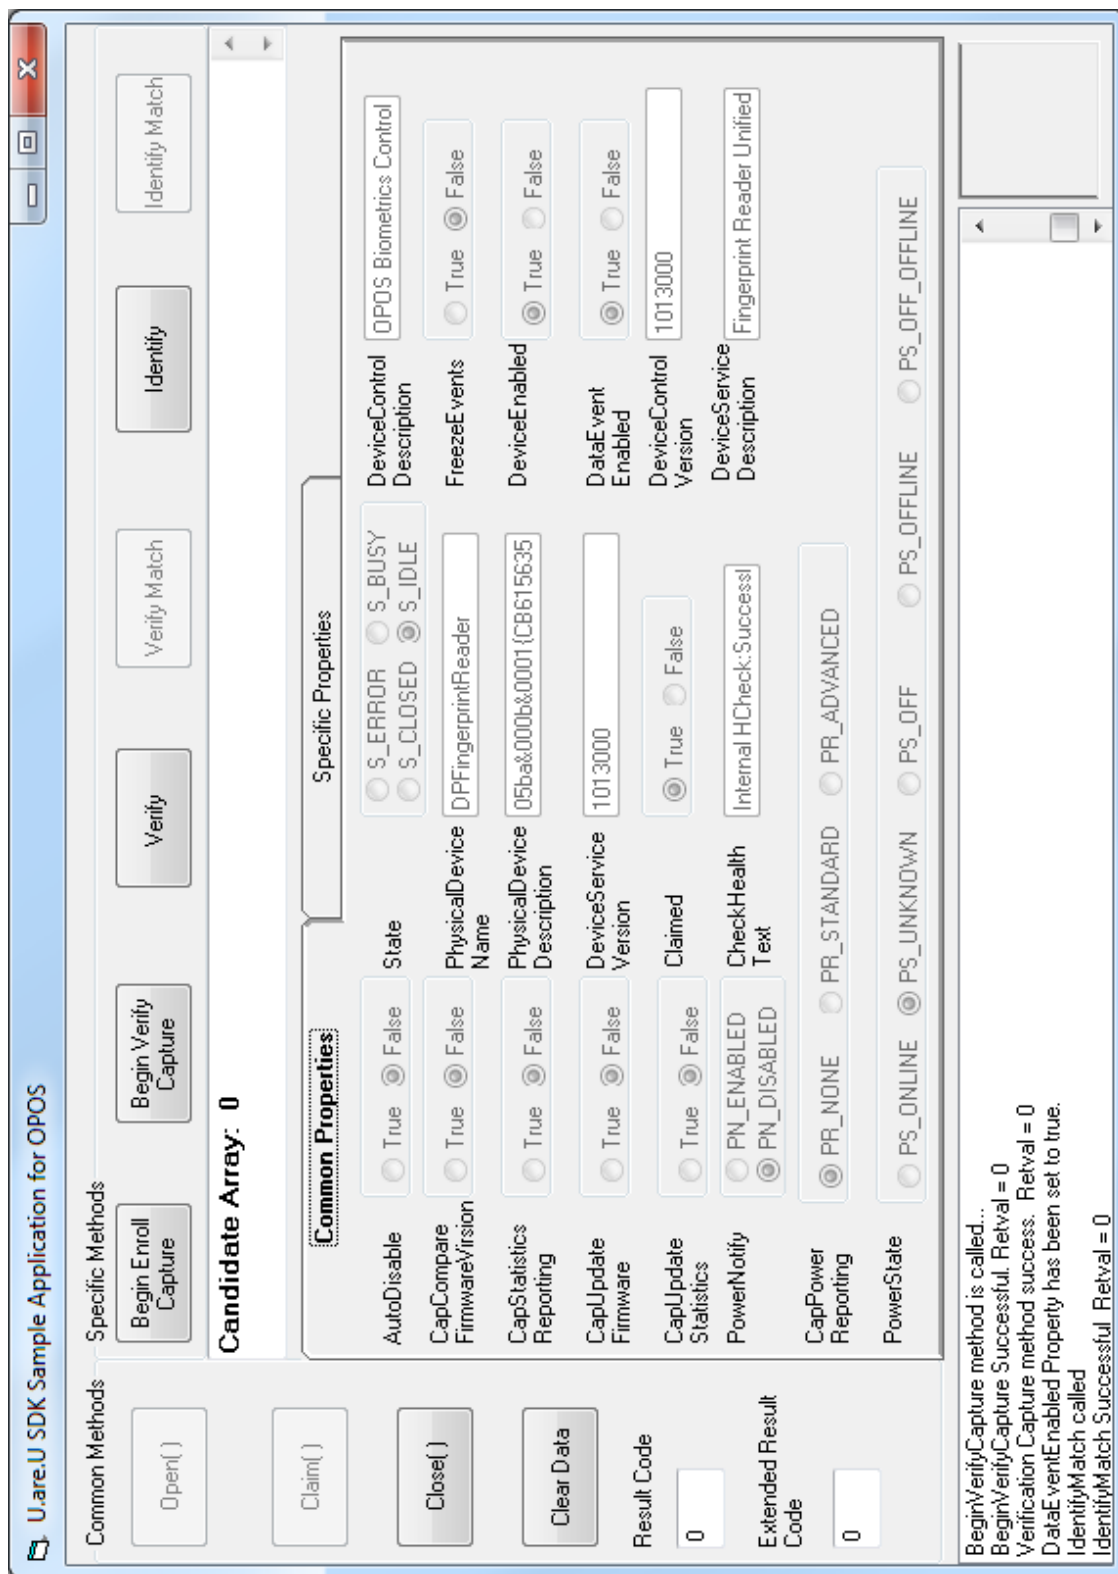 U.are.U SDK Sample Application for OPOS
Common Methods
Open( )
Claim( )
Close( )
Clear Data
Result Code
0
Extended Result
Code
0
Specific Methods
Begin Enroll
Capture
Begin Verify
Capture
Verify
Verify Match
Identify
Identify Match
Candidate Array: 0
Common Properties
Specific Properties
AutoDisable
True False
CapCompare
FirmwareVirsion
True False
CapStatistics
Reporting
True False
CapUpdate
Firmware
True False
CapUpdate
Statistics
True False
PowerNotify
PN_ENABLED
PN_DISABLED
CapPower
Reporting
PR_NONE PR_STANDARD PR_ADVANCED
PowerState
PS_ONLINE PS_UNKNOWN PS_OFF PS_OFFLINE PS_OFF_OFFLINE
State
S_ERROR S_BUSY
S_CLOSED S_IDLE
PhysicalDevice
Name
DPFingerprintReader
PhysicalDevice
Description
05ba&000b&0001{CB615635
DeviceService
Version
1013000
Claimed
True False
CheckHealth
Text
Internal HCheck:Successl
DeviceControl
Description
OPOS Biometrics Control
FreezeEvents
True False
DeviceEnabled
True False
DataEvent
Enabled
True False
DeviceControl
Version
1013000
DeviceService
Description
Fingerprint Reader Unified
BeginVerifyCapture method is called...
BeginVerifyCapture Successful. Retval = 0
Verification Capture method success. Retval = 0
DataEventEnabled Property has been set to true.
IdentifyMatch called
IdentifyMatch Successful Retval = 0